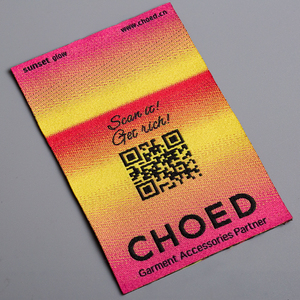 sunset glow
www.choed.cn
Scan it!
Get rich!
CHOED
Garment Accessories Partner